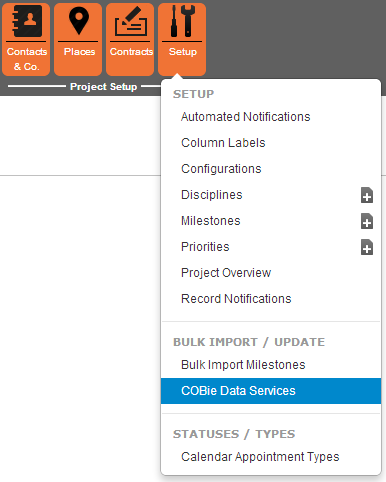 Contacts
& Co.
Places
Contracts
Setup
Project Setup
SETUP
Automated Notifications
Column Labels
Configurations
Disciplines
Milestones
Priorities
Project Overview
Record Notifications
BULK IMPORT / UPDATE
Bulk Import Milestones
COBie Data Services
STATUSES / TYPES
Calendar Appointment Types